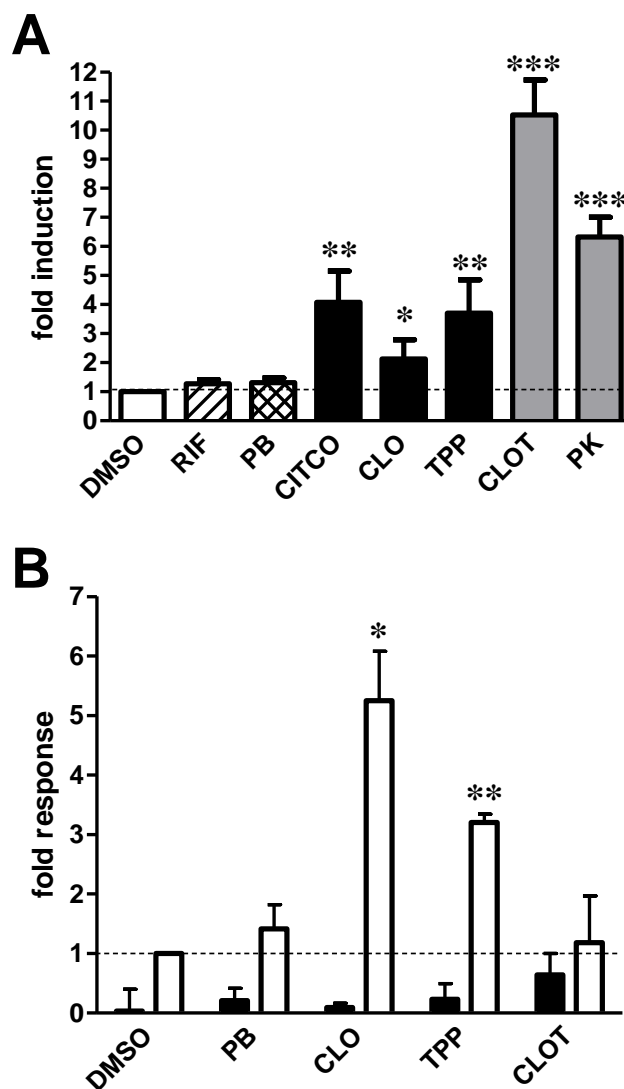 A
fold induction
12
11
10
9
8
7
6
5
4
3
2
1
0
**
*
**
***
***
DMSO
RIF
PB
CITCO
CLO
TPP
CLOT
PK
B
fold response
7
6
5
4
3
2
1
0
*
**
DMSO
PB
CLO
TPP
CLOT